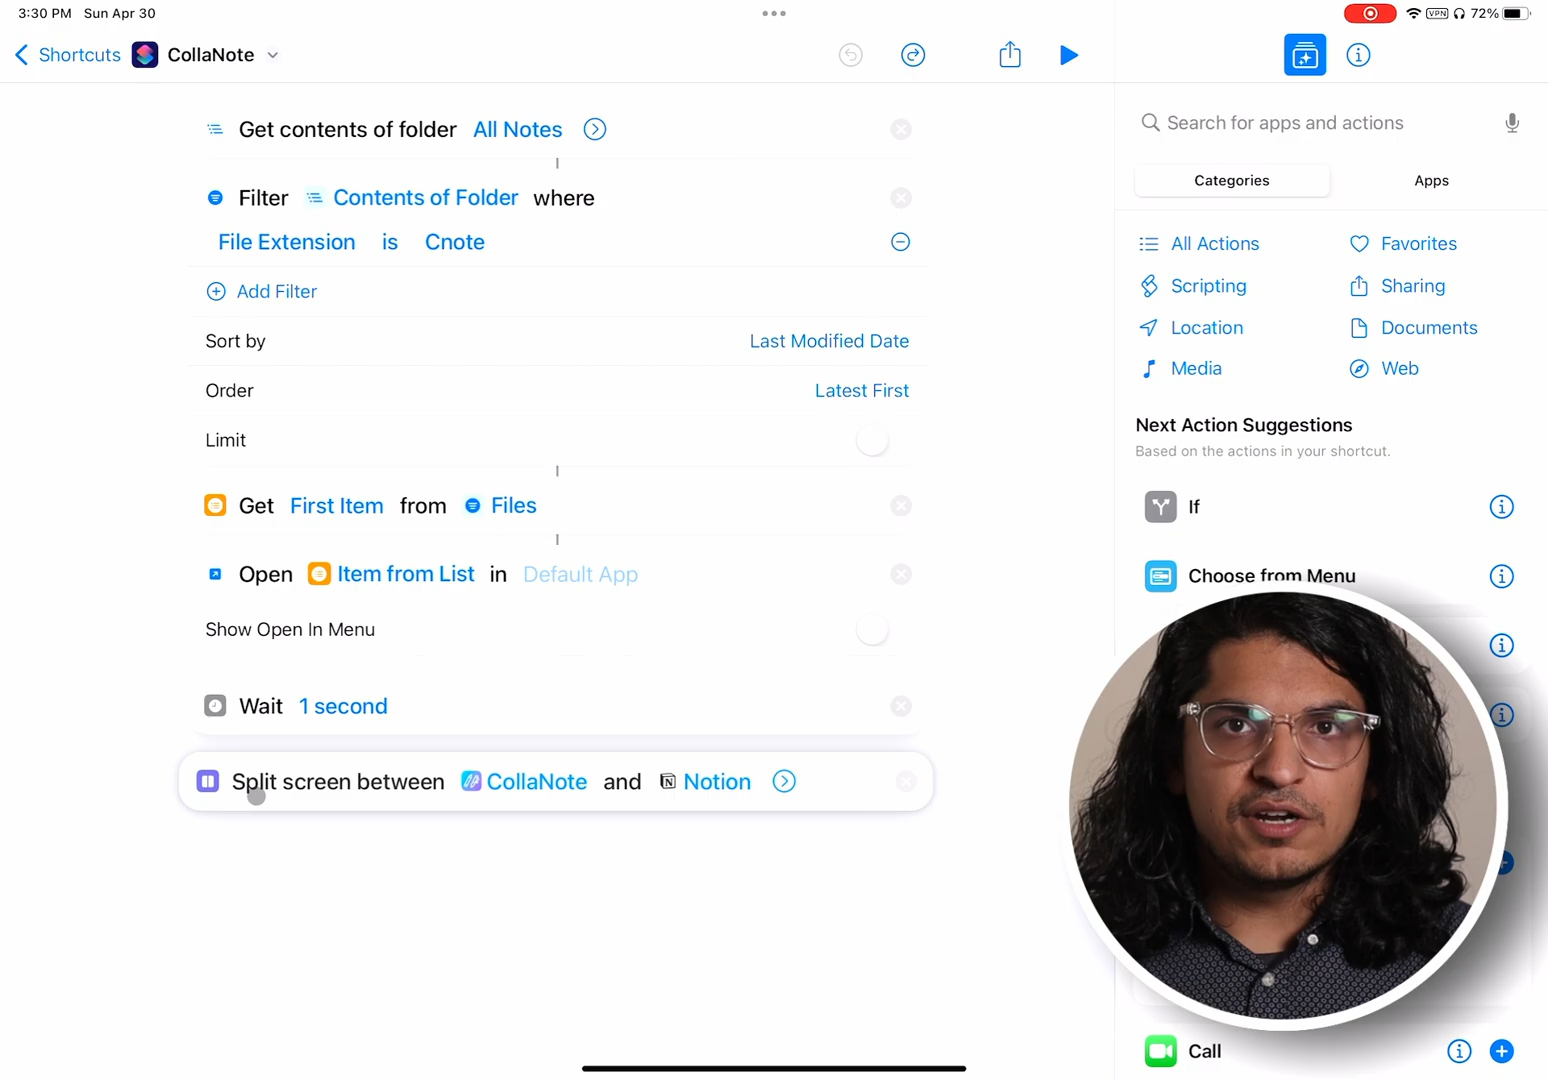 3:30 PM Sun Apr 30
VPN 72%
Shortcuts CollaNote
Get contents of folder All Notes
Filter Contents of Folder where
File Extension is Cnote
Add Filter
Sort by Last Modified Date
Order Latest First
Limit
Get First Item from Files
Open Item from List in Default App
Show Open In Menu
Wait 1 second
Split screen between CollaNote and Notion
Search for apps and actions
Categories Apps
All Actions Favorites
Scripting Sharing
Location Documents
Media Web
Next Action Suggestions
Based on the actions in your shortcut.
If
Choose from Menu
Call